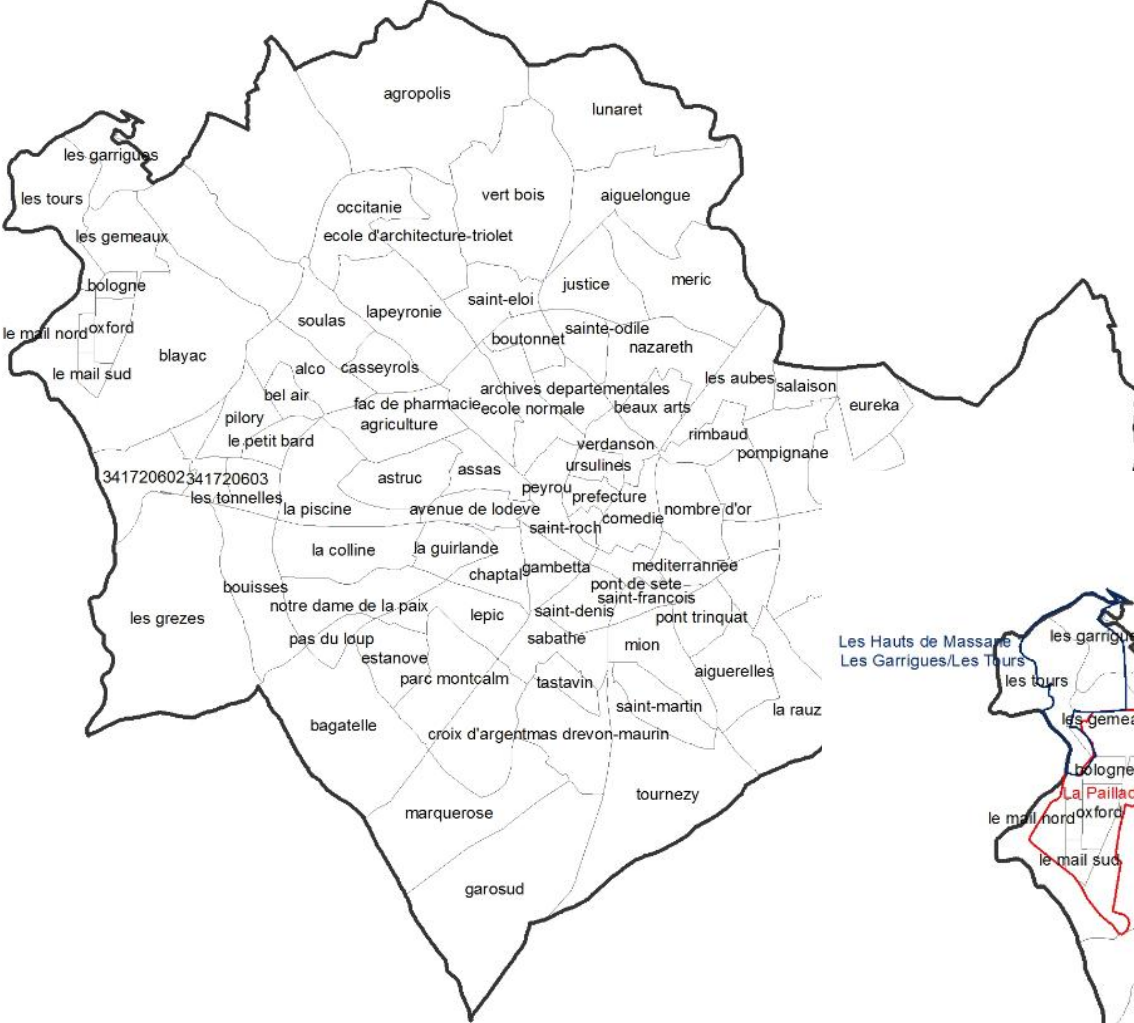 agropolis
lunaret
les garrigues
les tours
occitanie
vert bois
aiguelongue
les gemeaux
ecole d'architecture-triolet
bologne
saint-eloi
justice
meric
soulas
lapeyronie
le mail nord
oxford
boutonnet
sainte-odile
nazareth
blayac
le mail sud
alco
casseyrols
les aubes
salaison
bel air
archives departementales
eureka
fac de pharmacie
ecole normale
beaux arts
pilory
agriculture
rimbaud
le petit bard
verdanson
pompignane
341720602
341720603
astruc
assas
ursulines
les tonnelles
peyrou
prefecture
la piscine
avenue de lodeve
saint-roch
comedie
nombre d'or
la colline
la guirlande
chaptal
gambetta
mediterrannee
bouisses
pont de sete
saint-francois
notre dame de la paix
les grezes
lepic
saint-denis
pont trinquat
pas du loup
sabathe
mion
estanove
parc montcalm
tastavin
aiguerelles
bagatelle
saint-martin
la rauz
croix d'argent
mas drevon-maurin
marquerose
tournezy
garosud
Les Hauts de Massane
Les Garrigues/Les Tours
les garrigue
les tours
les gemea
bologne
La Paillad
le mail nord
oxford
le mail sud